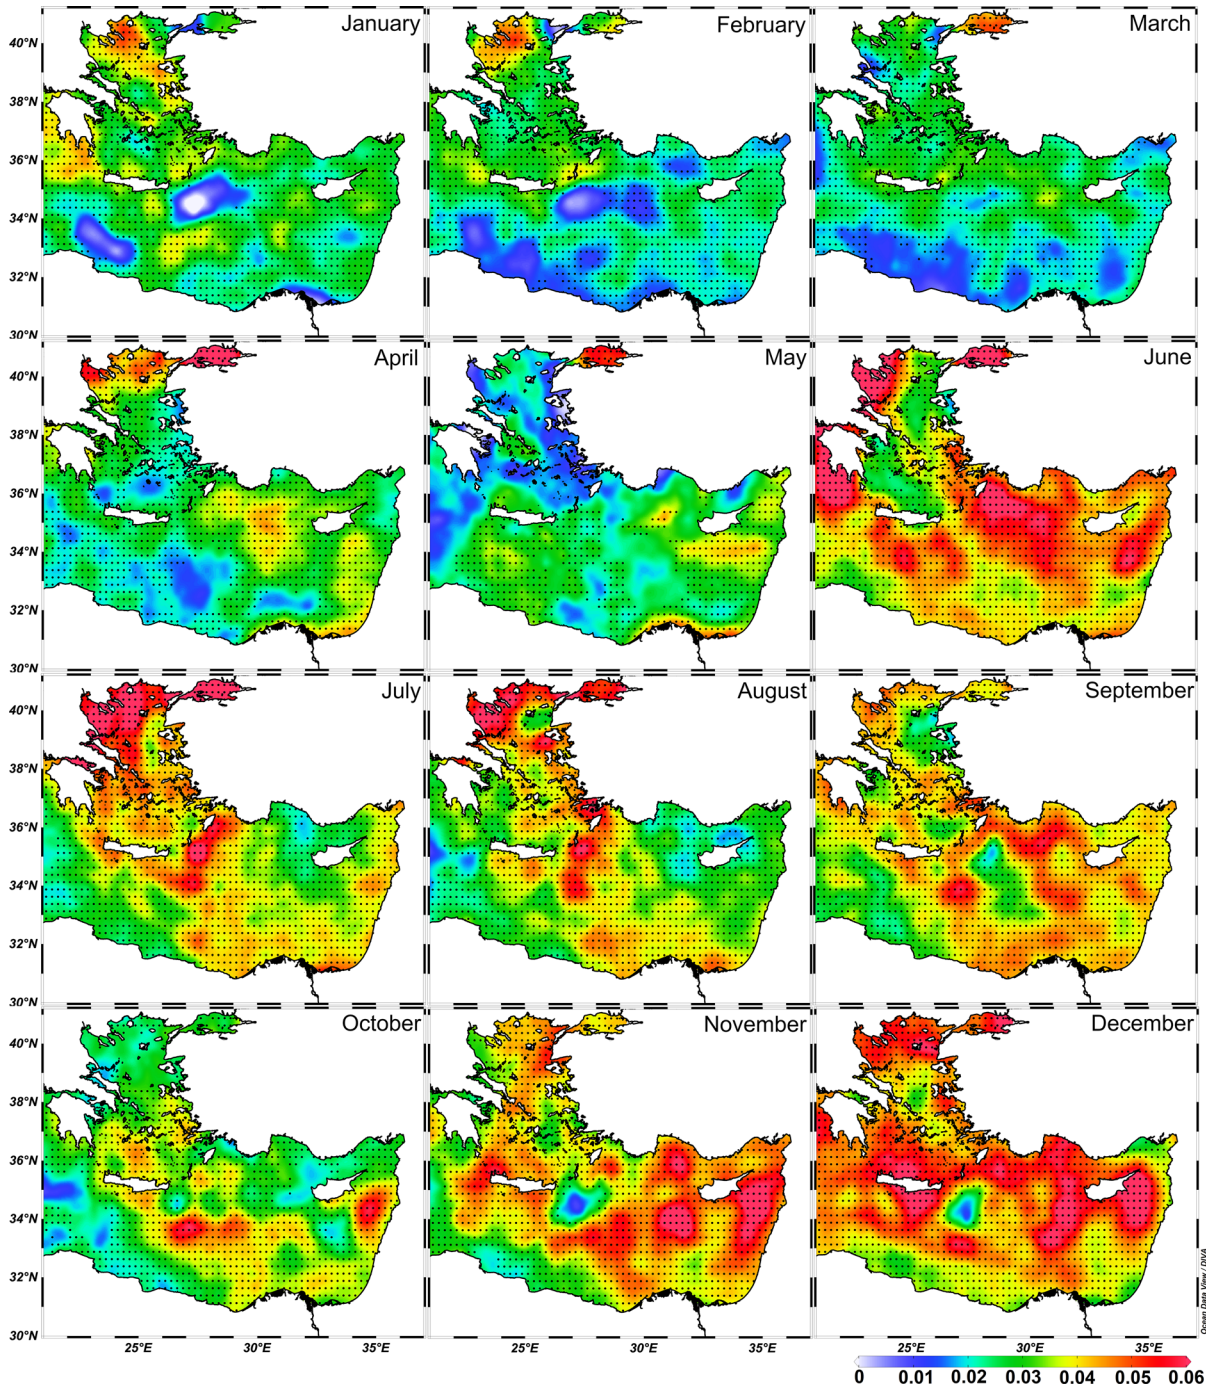 January
February
March
40°N
38°N
36°N
34°N
32°N
30°N
April
May
June
40°N
38°N
36°N
34°N
32°N
30°N
July
August
September
40°N
38°N
36°N
34°N
32°N
30°N
October
November
December
40°N
38°N
36°N
34°N
32°N
30°N
Ocean Data View / DIVA
25°E 30°E 35°E 25°E 30°E 35°E 25°E 30°E 35°E
0 0.01 0.02 0.03 0.04 0.05 0.06